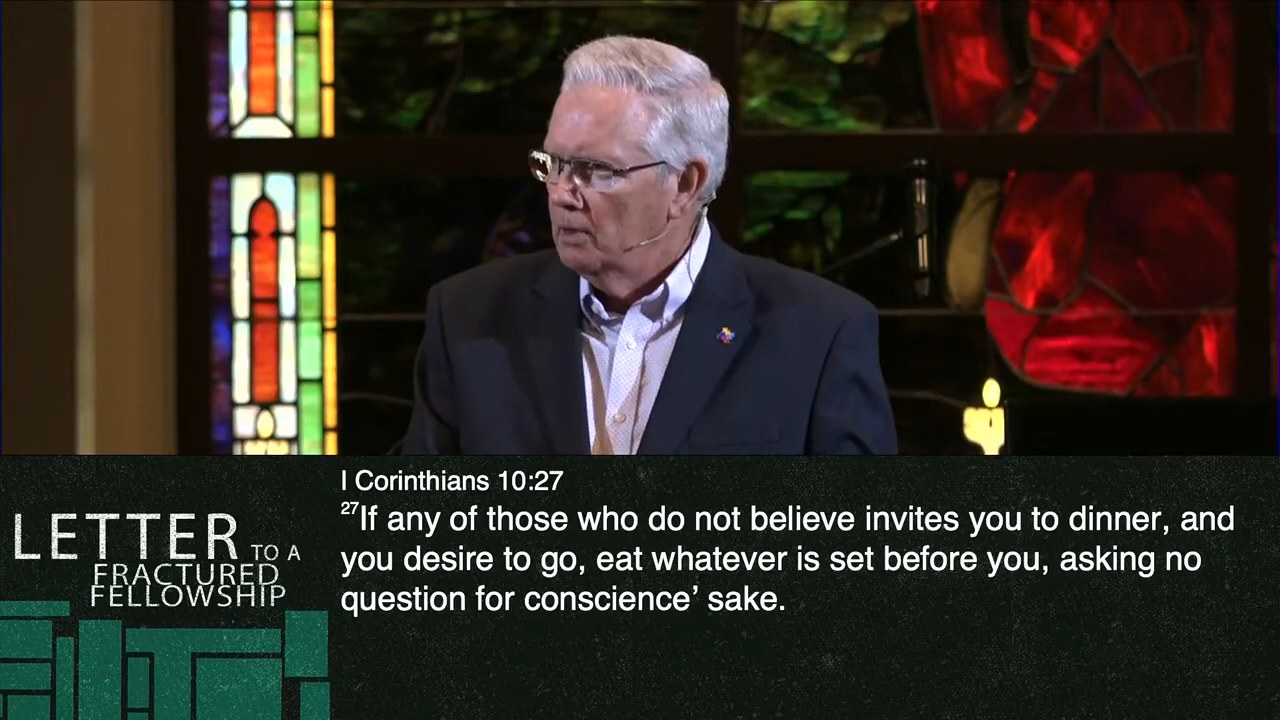 I Corinthians 10:27
27If any of those who do not believe invites you to dinner, and
you desire to go, eat whatever is set before you, asking no
question for conscience’ sake.
LETTER TO A
FRACTURED
FELLOWSHIP